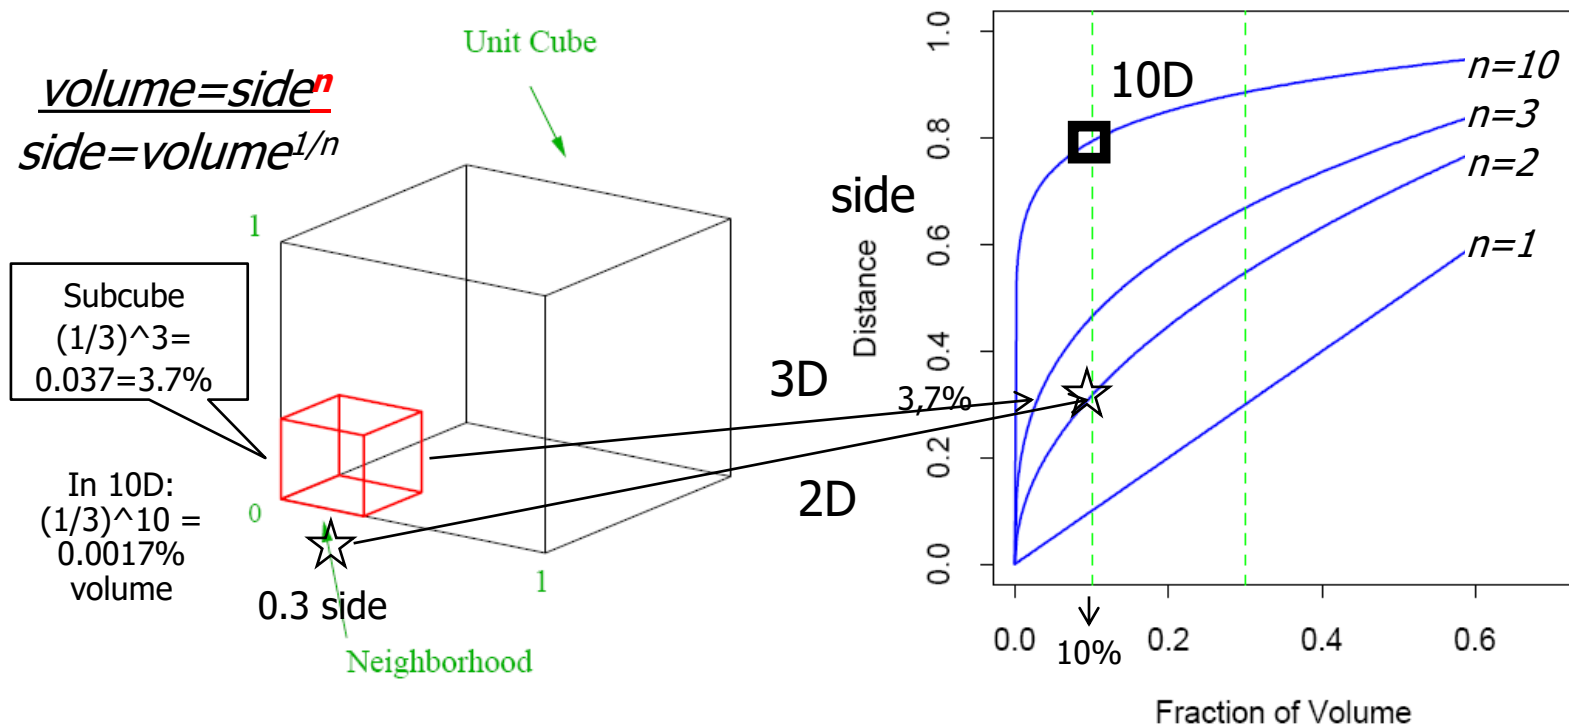 volume=side^n
side=volume^1/n
Unit Cube
1
Subcube
(1/3)^3=
0.037=3.7%
In 10D:
(1/3)^10 =
0.0017%
volume
0
1
0.3 side
Neighborhood
3D
2D
3,7%
10D
side
Distance
1.0
0.8
0.6
0.4
0.2
0.0
n=10
n=3
n=2
n=1
0.0
0.2
0.4
0.6
10%
Fraction of Volume